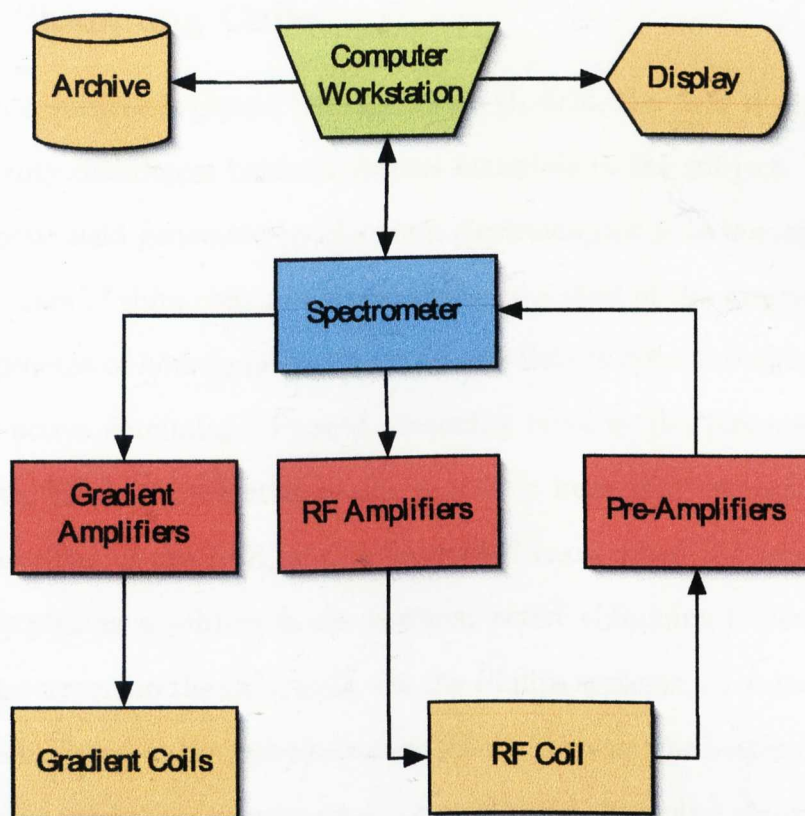 Archive
Computer
Workstation
Display
Spectrometer
Gradient
Amplifiers
RF Amplifiers
Pre-Amplifiers
Gradient Coils
RF Coil